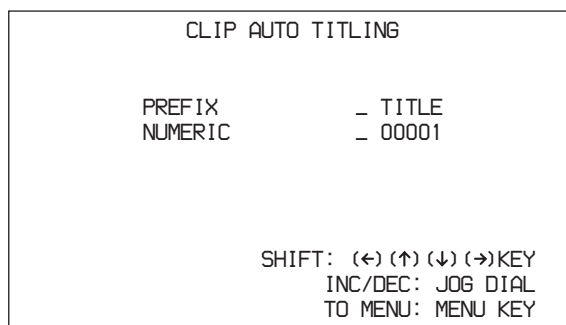 CLIP AUTO TITLING
PREFIX _ TITLE
NUMERIC _ 00001
SHIFT: (←)(↑)(↓)(→)KEY
INC/DEC: JOG DIAL
TO MENU: MENU KEY